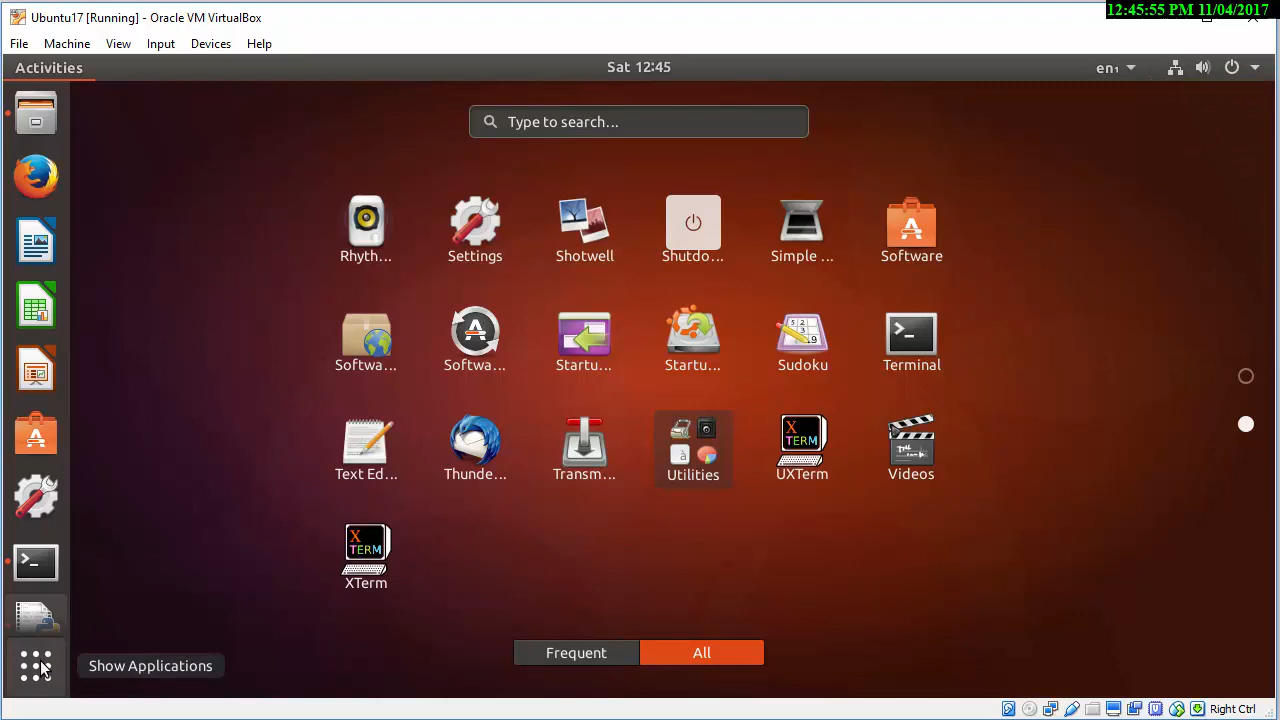 Ubuntu17 [Running] - Oracle VM VirtualBox
12:45:55 PM 11/04/2017
File Machine View Input Devices Help
Activities
Sat 12:45
en₁
Type to search...
Rhyth... Settings Shotwell Shutdo... Simple ... Software
Softwa... Softwa... Startu... Startu... Sudoku Terminal
Text Ed... Thunde... Transm... Utilities UXTerm Videos
XTerm
Frequent All
Show Applications
Right Ctrl